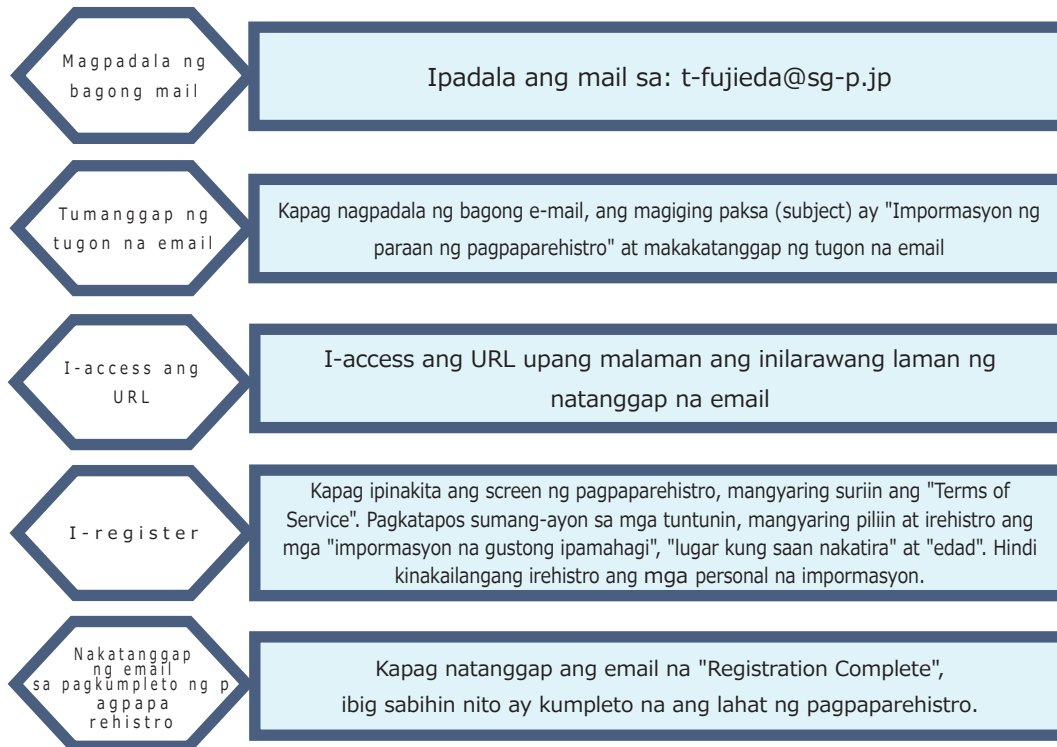 Magpadala ng
bagong mail
Ipadala ang mail sa: t-fujieda@sg-p.jp
Tumanggap ng
tugon na email
Kapag nagpadala ng bagong e-mail, ang magiging paksa (subject) ay "Impormasyon ng
paraan ng pagpaparehistro" at makakatanggap ng tugon na email
I-access ang
URL
I-access ang URL upang malaman ang inilarawang laman ng
natanggap na email
I-register
Kapag ipinakita ang screen ng pagpaparehistro, mangyaring suriin ang "Terms of
Service". Pagkatapos sumang-ayon sa mga tuntunin, mangyaring piliin at irehistro ang
mga "impormasyon na gustong ipamahagi", "lugar kung saan nakatira" at "edad". Hindi
kinakailangang irehistro ang mga personal na impormasyon.
Nakatanggap
ng email
sa pagkumpleto ng p
agpapa
rehistro
Kapag natanggap ang email na "Registration Complete",
ibig sabihin nito ay kumpleto na ang lahat ng pagpaparehistro.